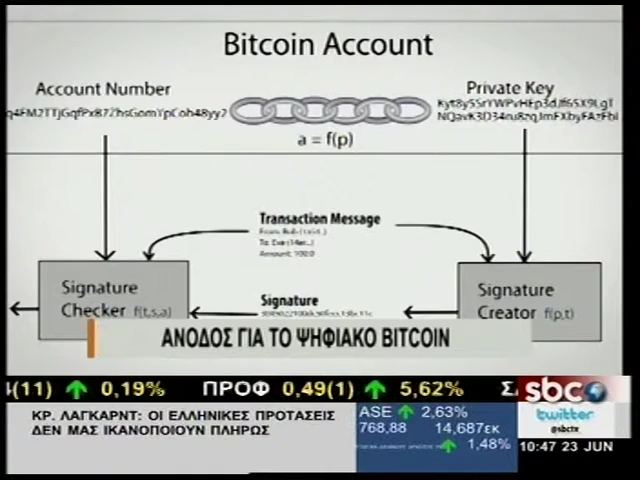 Bitcoin Account
Account Number
Private Key
a = f(p)
Transaction Message
Signature
Checker f(t,s,a)
Signature
Signature
Creator f(p,t)
ΑΝΟΔΟΣ ΓΙΑ ΤΟ ΨΗΦΙΑΚΟ BITCOIN
(11) 0,19% ΠΡΟΦ 0,49(1) 5,62%
sbc
ΚΡ. ΛΑΓΚΑΡΝΤ: ΟΙ ΕΛΛΗΝΙΚΕΣ ΠΡΟΤΑΣΕΙΣ
ΔΕΝ ΜΑΣ ΙΚΑΝΟΠΟΙΟΥΝ ΠΛΗΡΩΣ
ASE 2,63%
768,88 14,687εκ
1,48%
twitter
@sbctv
10:47 23 JUN